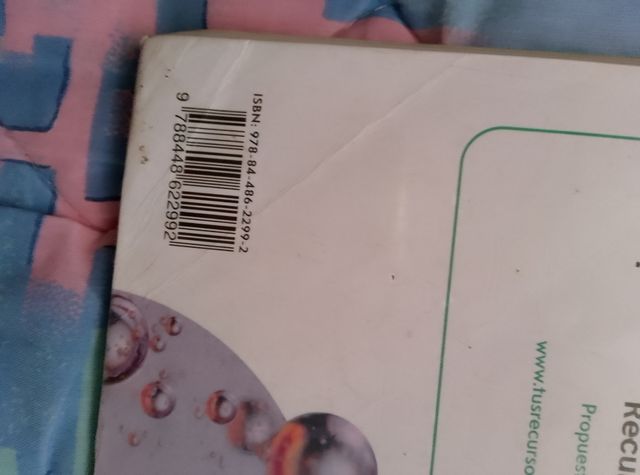 ISBN: 978-84-486-2299-2
9 788448 622992
Recu
Propues
www.tusrecurso